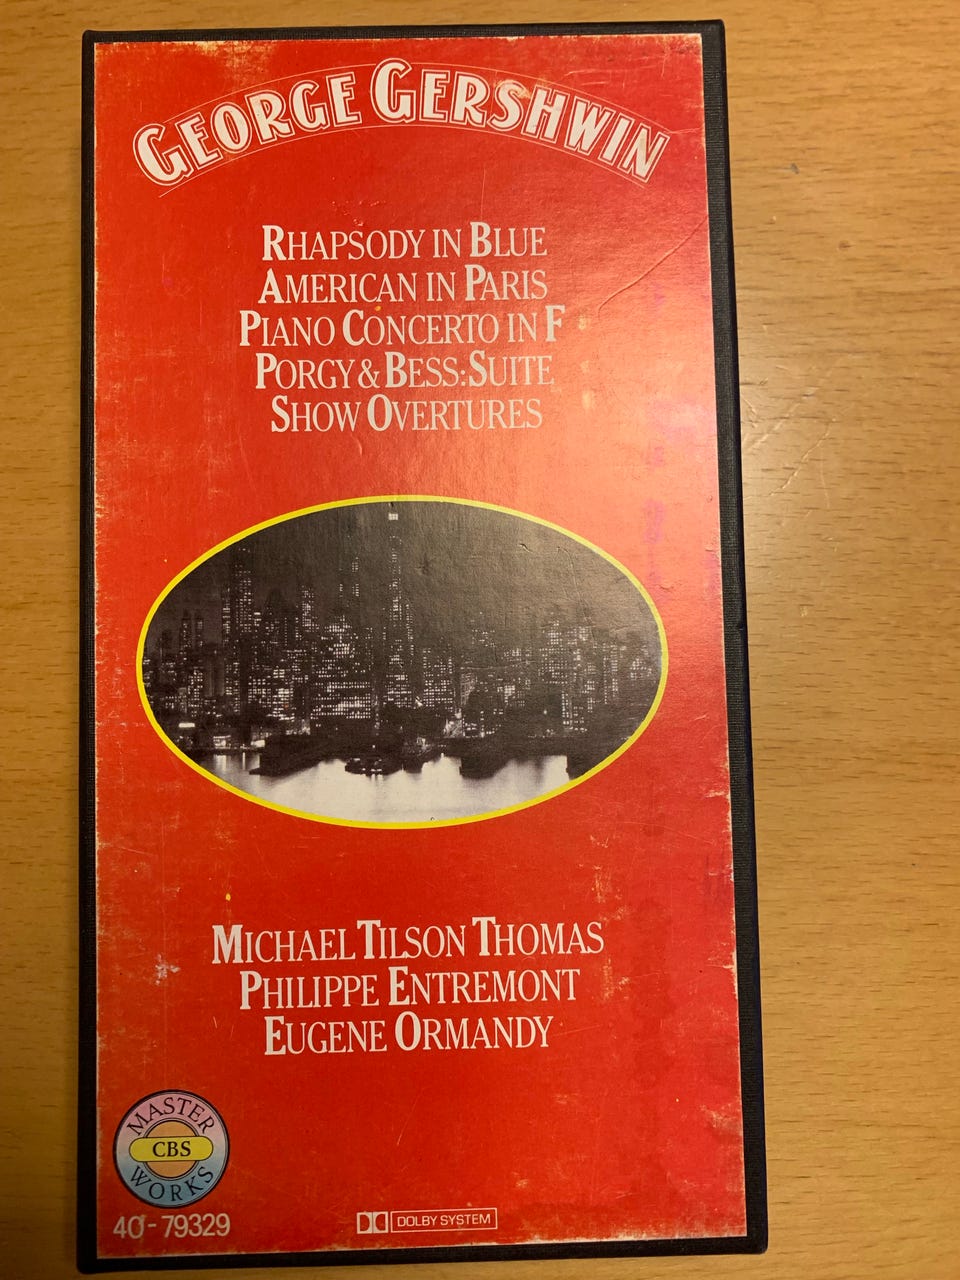 GEORGE GERSHWIN
RHAPSODY IN BLUE
AMERICAN IN PARIS
PIANO CONCERTO IN F
PORGY & BESS: SUITE
SHOW OVERTURES
MICHAEL TILSON THOMAS
PHILIPPE ENTREMONT
EUGENE ORMANDY
MASTER
CBS
WORKS
40-79329
DOLBY SYSTEM